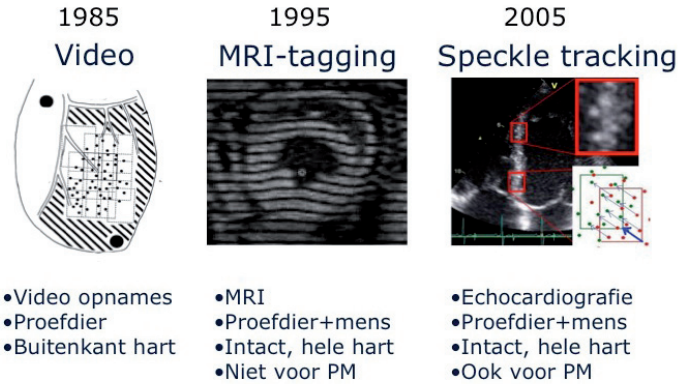 1985
Video
•Video opnames
•Proefdier
•Buitenkant hart
1995
MRI-tagging
•MRI
•Proefdier+mens
•Intact, hele hart
•Niet voor PM
2005
Speckle tracking
V
•Echocardiografie
•Proefdier+mens
•Intact, hele hart
•Ook voor PM